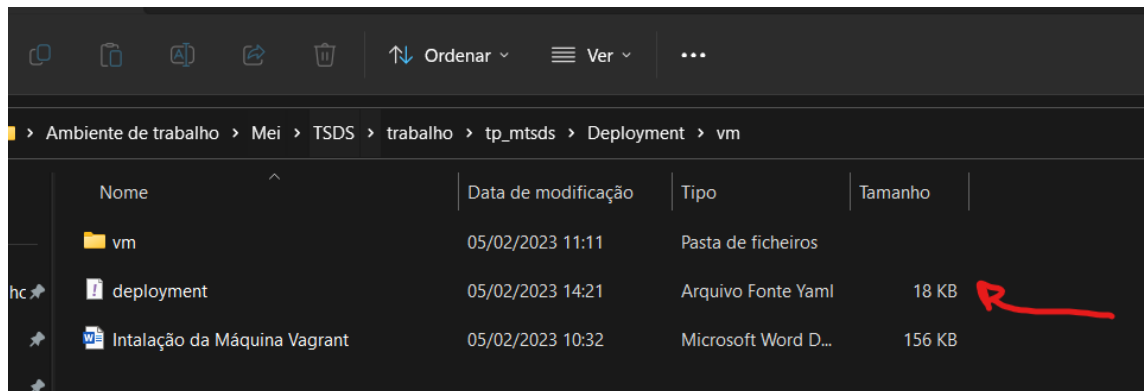 Ordenar Ver
Ambiente de trabalho > Mei > TSDS > trabalho > tp_mtsds > Deployment > vm
Nome Data de modificação Tipo Tamanho
vm 05/02/2023 11:11 Pasta de ficheiros
hc deployment 05/02/2023 14:21 Arquivo Fonte Yaml 18 KB
Intalação da Máquina Vagrant 05/02/2023 10:32 Microsoft Word D... 156 KB